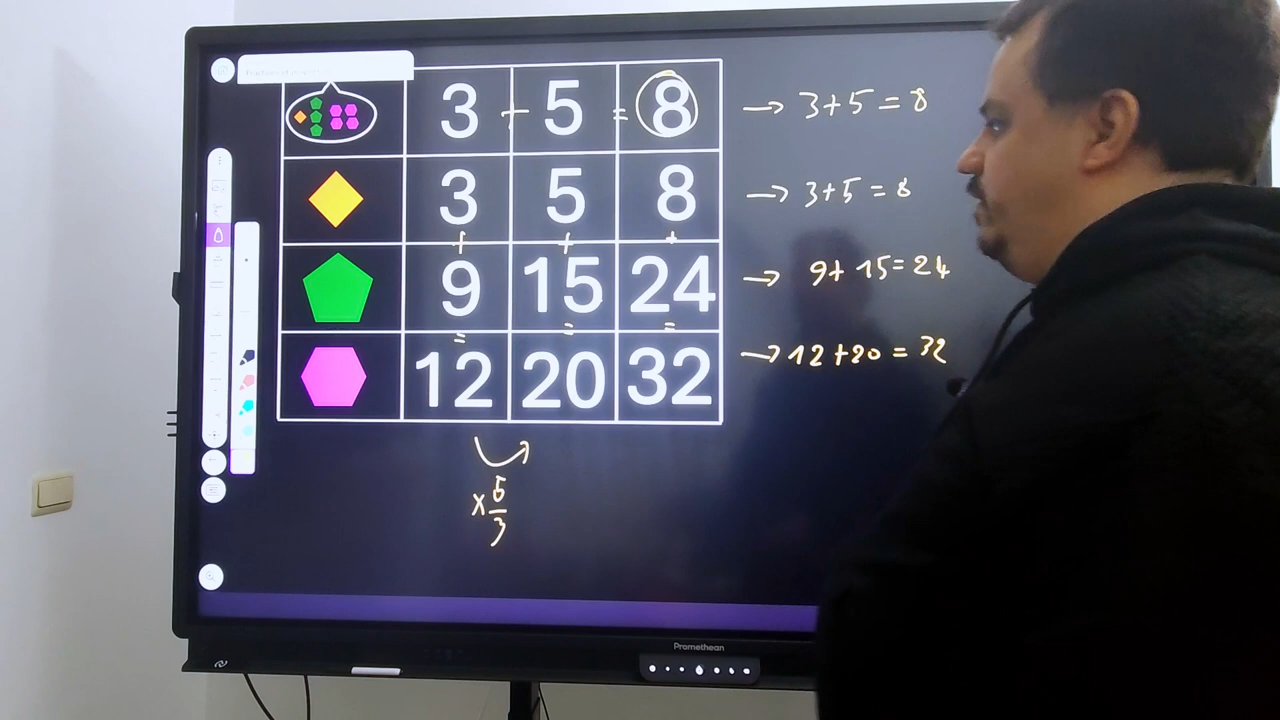 3 + 5 = 8 → 3+5=8
3 5 8 → 3+5=8
+ + +
9 15 24 → 9+15=24
= = =
12 20 32 → 12+20=32
× 5/3
Promethean